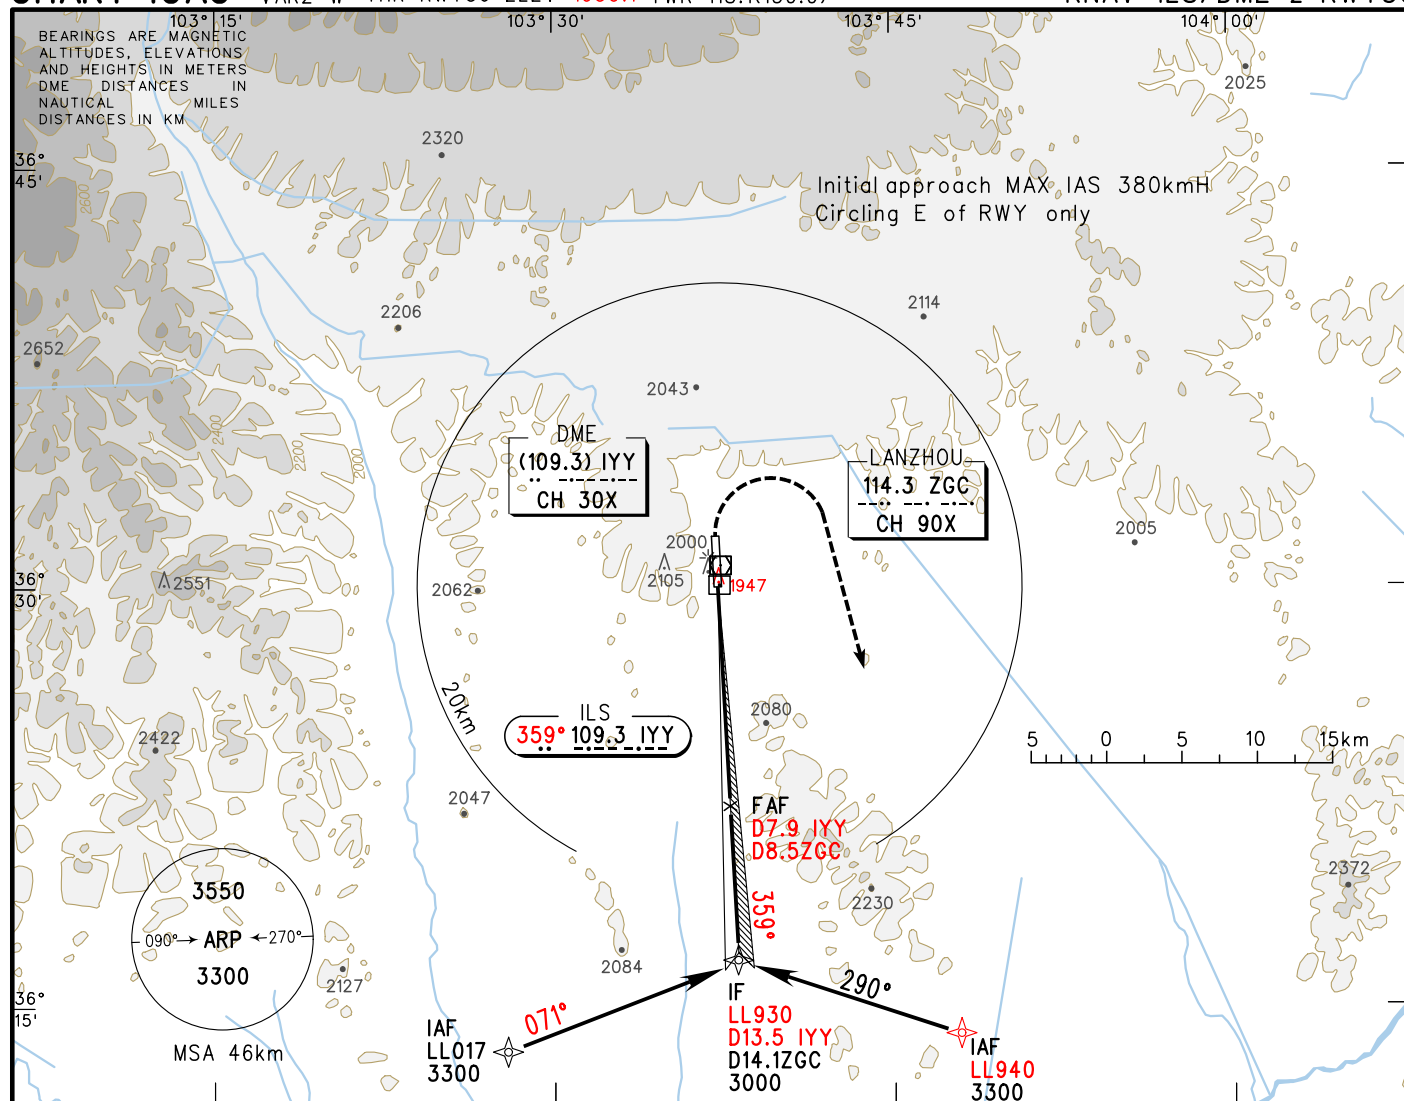 103° 15'
103° 30'
103° 45'
104° 00'
BEARINGS ARE MAGNETIC
ALTITUDES, ELEVATIONS
AND HEIGHTS IN METERS
DME DISTANCES IN
NAUTICAL MILES
DISTANCES IN KM
2025
2320
36°
45'
Initial approach MAX IAS 380kmH
Circling E of RWY only
2600
2206
2114
2652
2043
2400
2200
2000
DME
(109.3) IYY
CH 30X
LANZHOU
114.3 ZGC
CH 90X
2005
2000
2105
1947
36°
30'
2551
2062
20km
ILS
359° 109.3 IYY
2080
2422
5 0 5 10 15km
2047
FAF
D7.9 IYY
D8.5ZGC
359°
2372
2230
3550
090° ARP 270°
3300
MSA 46km
2084
2127
36°
15'
071°
290°
IAF
LL017
3300
IF
LL930
D13.5 IYY
D14.1ZGC
3000
IAF
LL940
3300